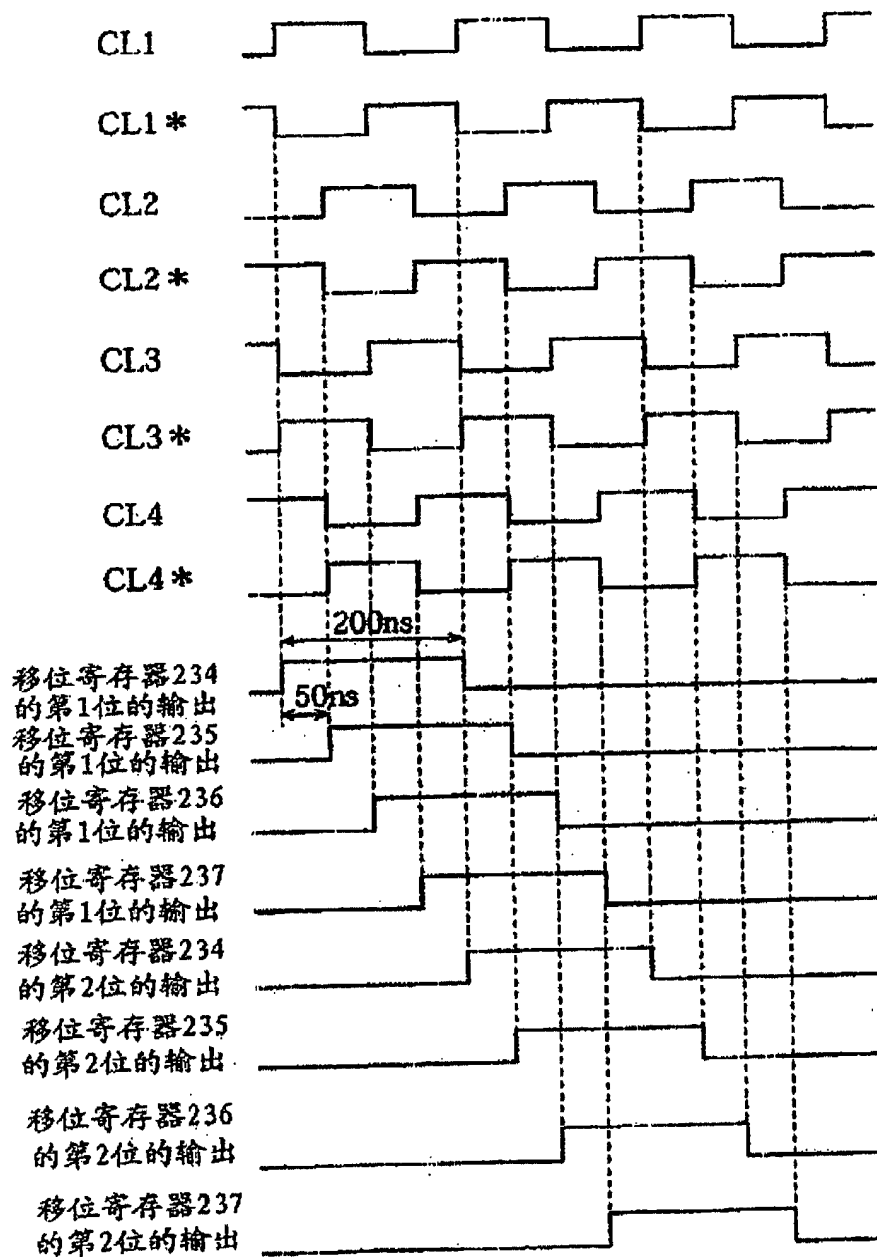 CL1
CL1*
CL2
CL2*
CL3
CL3*
CL4
CL4*
200ns
移位寄存器234
的第1位的输出
50ns
移位寄存器235
的第1位的输出
移位寄存器236
的第1位的输出
移位寄存器237
的第1位的输出
移位寄存器234
的第2位的输出
移位寄存器235
的第2位的输出
移位寄存器236
的第2位的输出
移位寄存器237
的第2位的输出